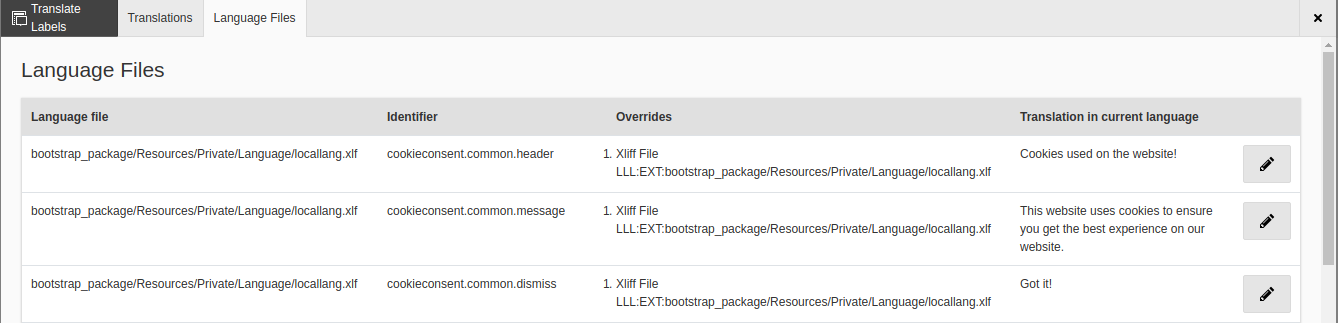 Translate
Labels
Translations
Language Files
Language Files
Language file Identifier Overrides Translation in current language
bootstrap_package/Resources/Private/Language/locallang.xlf cookieconsent.common.header 1. Xliff File Cookies used on the website!
LLL:EXT:bootstrap_package/Resources/Private/Language/locallang.xlf
bootstrap_package/Resources/Private/Language/locallang.xlf cookieconsent.common.message 1. Xliff File This website uses cookies to ensure
LLL:EXT:bootstrap_package/Resources/Private/Language/locallang.xlf you get the best experience on our
website.
bootstrap_package/Resources/Private/Language/locallang.xlf cookieconsent.common.dismiss 1. Xliff File Got it!
LLL:EXT:bootstrap_package/Resources/Private/Language/locallang.xlf